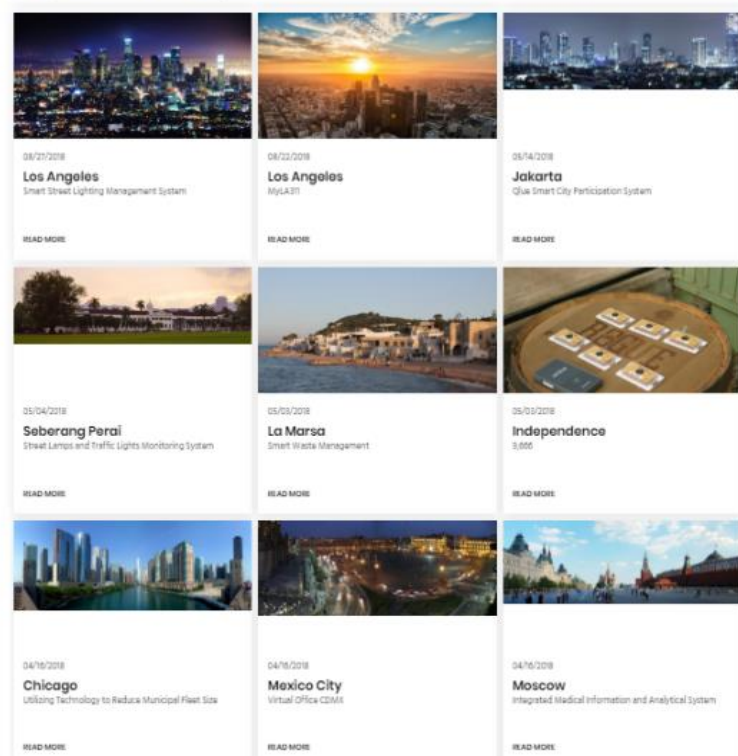 08/27/2018
Los Angeles
Smart Street Lighting Management System
READ MORE
08/22/2018
Los Angeles
MyLA311
READ MORE
05/14/2018
Jakarta
Qlue Smart City Participation System
READ MORE
05/04/2018
Seberang Perai
Street Lamps and Traffic Lights Monitoring System
READ MORE
05/03/2018
La Marsa
Smart Waste Management
READ MORE
05/03/2018
Independence
READ MORE
04/16/2018
Chicago
Utilizing Technology to Reduce Municipal Fleet Size
READ MORE
04/16/2018
Mexico City
Virtual Office CDMX
READ MORE
04/16/2018
Moscow
Integrated Medical Information and Analytical System
READ MORE